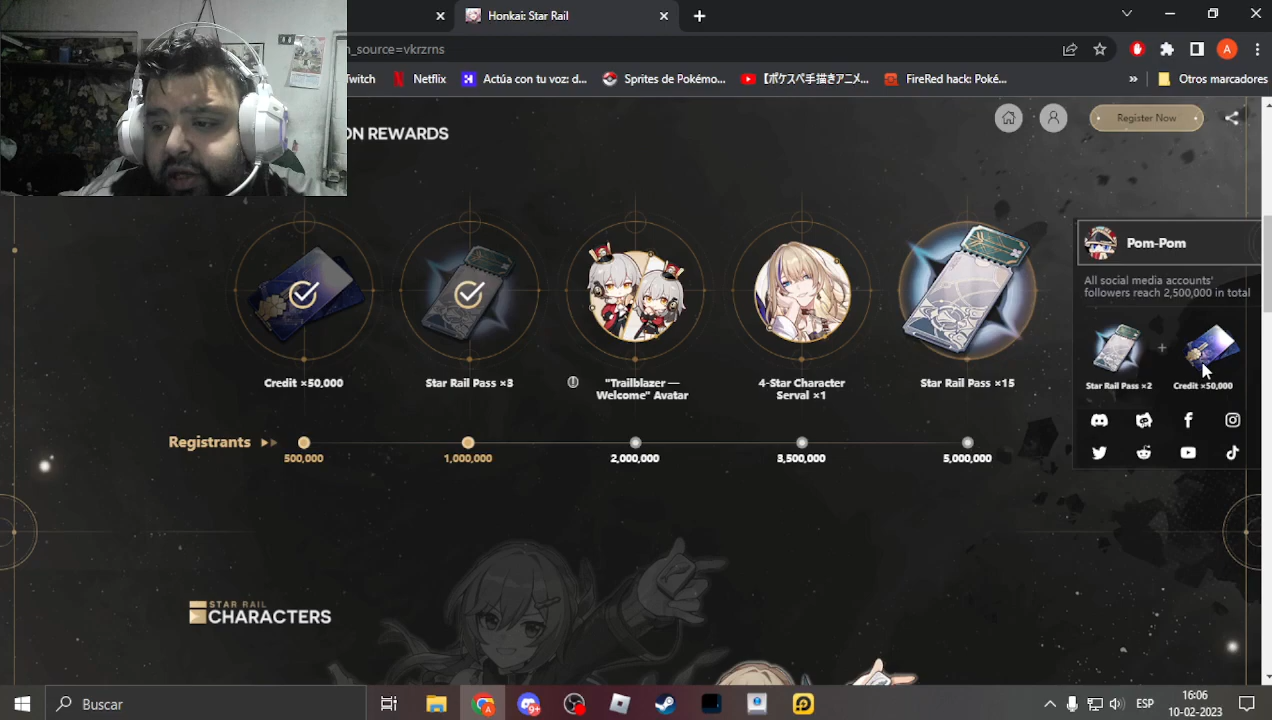 Honkai: Star Rail
n_source=vkrzrns
Twitch
Netflix
Actúa con tu voz: d...
Sprites de Pokémo...
【ポケスペ手描きアニメ...
FireRed hack: Poké...
»
Otros marcadores
A
ON REWARDS
Register Now
Pom-Pom
All social media accounts'
followers reach 2,500,000 in total
Star Rail Pass ×2
+
Credit ×50,000
Credit ×50,000
Star Rail Pass ×3
"Trailblazer —
Welcome" Avatar
4-Star Character
Serval ×1
Star Rail Pass ×15
Registrants
500,000
1,000,000
2,000,000
3,500,000
5,000,000
STAR RAIL
CHARACTERS
Buscar
9+
ESP
16:06
10-02-2023